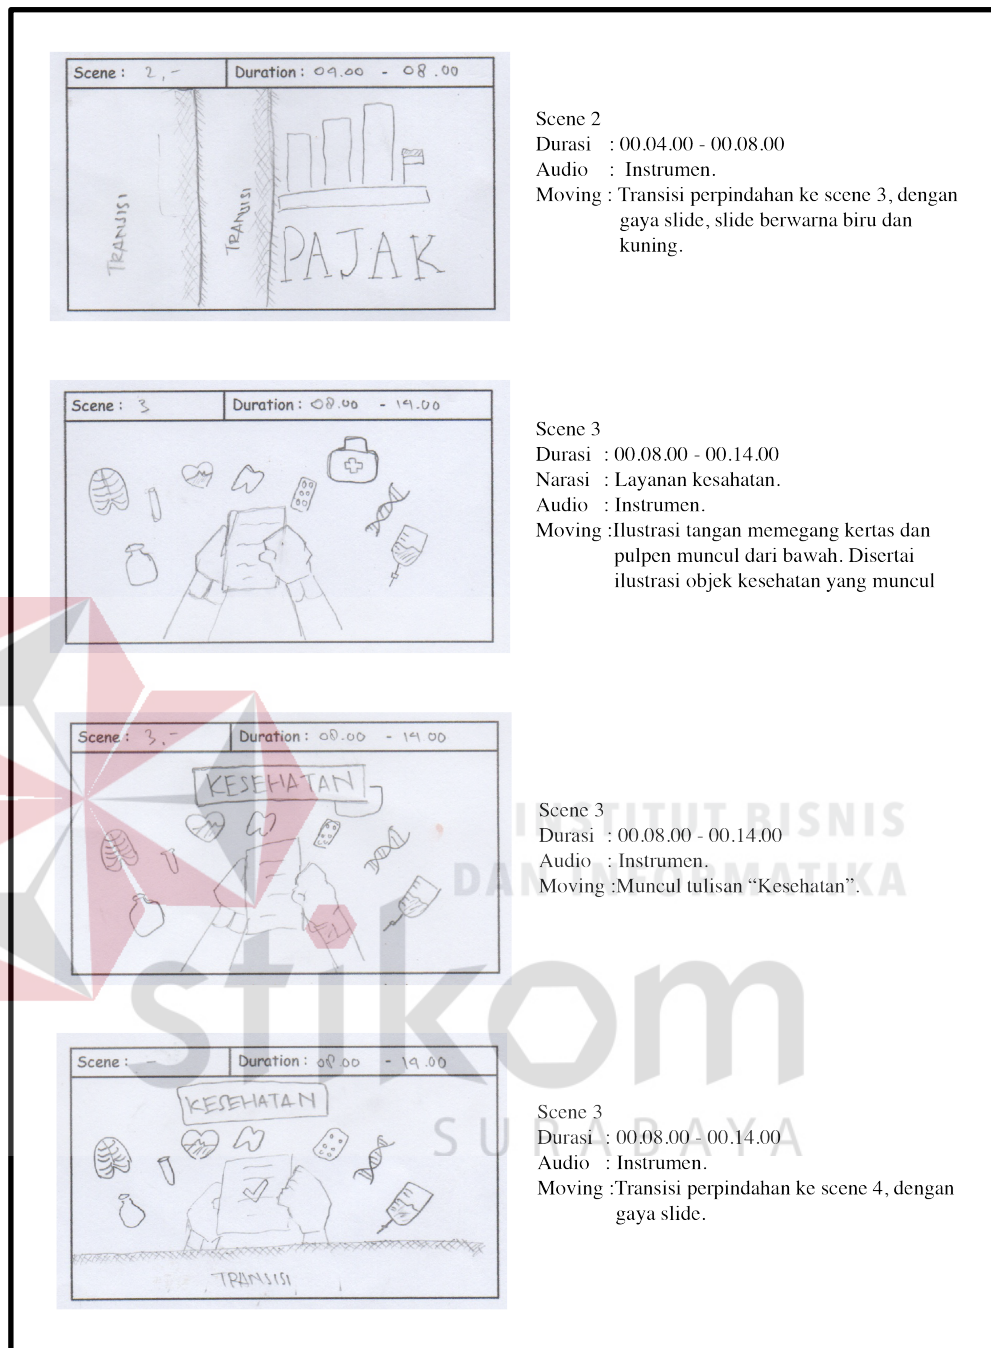 Scene : 2,-
Duration : 04.00 - 08.00
TRANSISI
TRANSISI
PAJAK
Scene 2
Durasi : 00.04.00 - 00.08.00
Audio : Instrumen.
Moving : Transisi perpindahan ke scene 3, dengan
gaya slide, slide berwarna biru dan
kuning.
Scene : 3
Duration : 08.00 - 14.00
Scene 3
Durasi : 00.08.00 - 00.14.00
Narasi : Layanan kesahatan.
Audio : Instrumen.
Moving :Ilustrasi tangan memegang kertas dan
pulpen muncul dari bawah. Disertai
ilustrasi objek kesehatan yang muncul
Scene : 3,-
Duration : 08.00 - 14 00
KESEHATAN
Scene 3
Durasi : 00.08.00 - 00.14.00
Audio : Instrumen.
Moving :Muncul tulisan “Kesehatan”.
INSTITUT BISNIS
DAN INFORMATIKA
stikom
SURABAYA
Scene : -
Duration : 08.00 - 14.00
KESEHATAN
TRANSISI
Scene 3
Durasi : 00.08.00 - 00.14.00
Audio : Instrumen.
Moving :Transisi perpindahan ke scene 4, dengan
gaya slide.